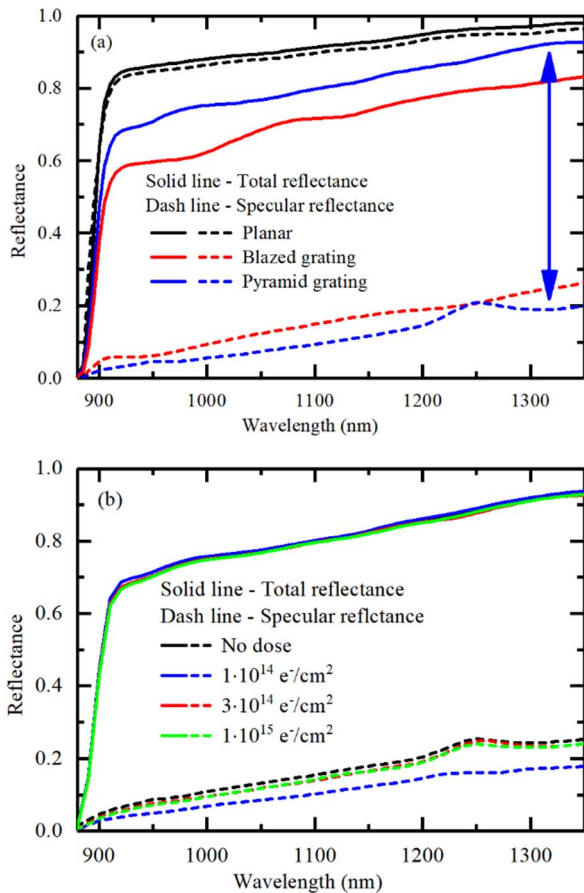 1.0
(a)
0.8
0.6
Reflectance
Solid line - Total reflectance
Dash line - Specular reflectance
0.4
Planar
Blazed grating
0.2
Pyramid grating
0.0
900 1000 1100 1200 1300
Wavelength (nm)
1.0
(b)
0.8
Solid line - Total reflectance
0.6
Dash line - Specular reflctance
Reflectance
No dose
0.4
1·10¹⁴ e⁻/cm²
3·10¹⁴ e⁻/cm²
0.2
1·10¹⁵ e⁻/cm²
0.0
900 1000 1100 1200 1300
Wavelength (nm)